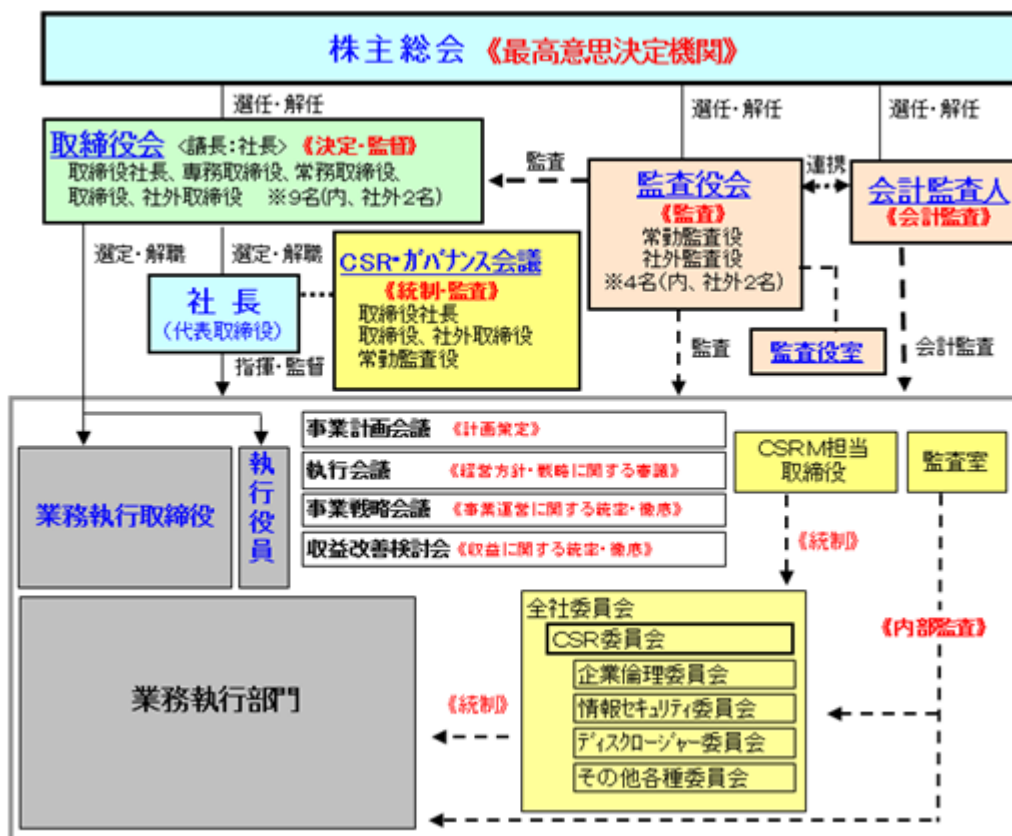 株主総会 《最高意思決定機関》
選任・解任
選任・解任
選任・解任
取締役会 <議長:社長> 《決定・監督》
取締役社長、専務取締役、常務取締役、
取締役、社外取締役 ※9名(内、社外2名)
監査
監査役会
《監査》
常勤監査役
社外監査役
※4名(内、社外2名)
連携
会計監査人
《会計監査》
選定・解職
選定・解職
CSR・ガバナンス会議
《統制・監査》
取締役社長
取締役、社外取締役
常勤監査役
社 長
(代表取締役)
指揮・監督
監査
監査役室
会計監査
業務執行取締役
執行役員
事業計画会議 《計画策定》
執行会議 《経営方針・戦略に関する審議》
事業戦略会議 《事業運営に関する統定・徹底》
収益改善検討会 《収益に関する統定・徹底》
CSRM担当
取締役
監査室
《統制》
《内部監査》
全社委員会
CSR委員会
企業倫理委員会
情報セキュリティ委員会
ディスクロージャー委員会
その他各種委員会
《統制》
業務執行部門